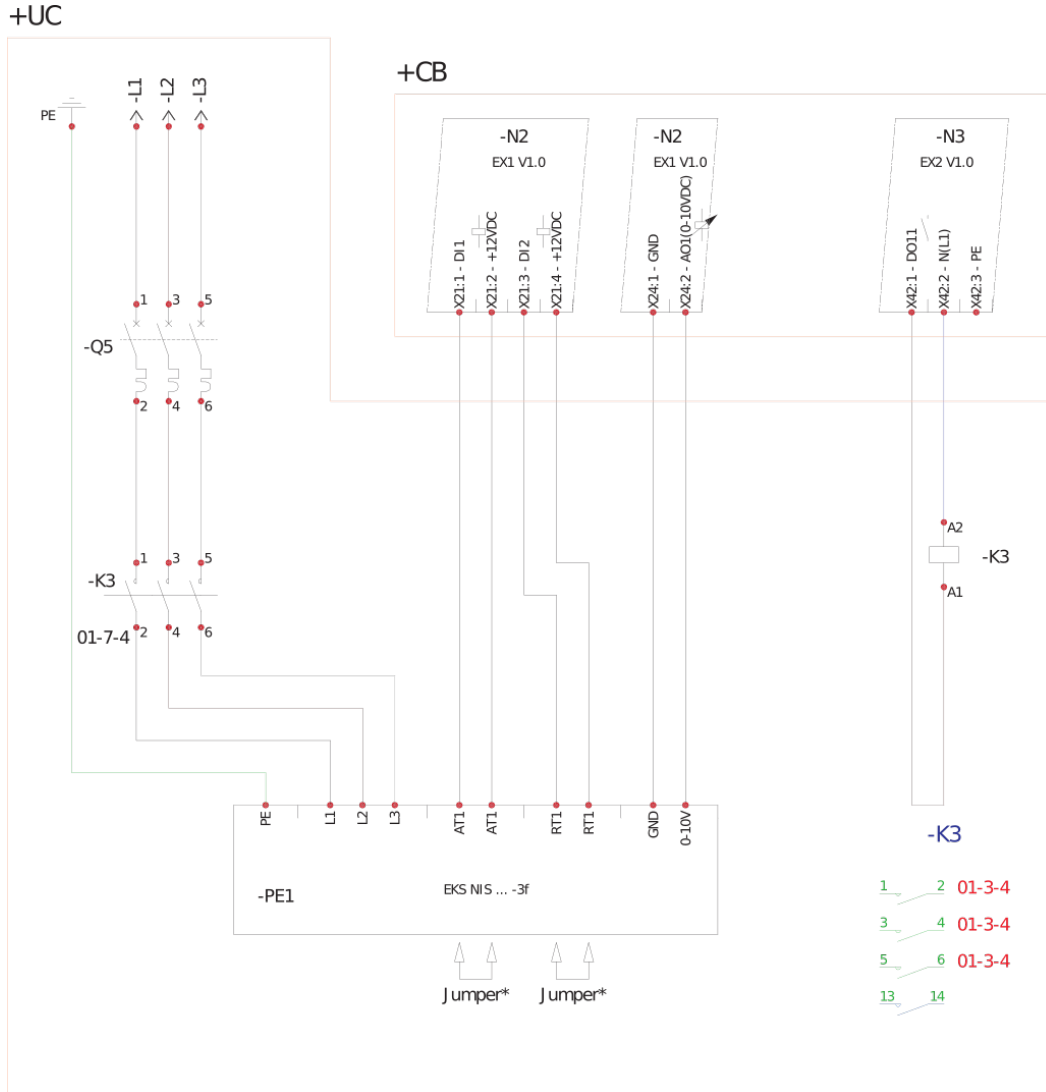 +UC
+CB
-L1
-L2
-L3
PE
-N2
EX1 V1.0
X21:1 - DI1
X21:2 - +12VDC
X21:3 - DI2
X21:4 - +12VDC
-N2
EX1 V1.0
X24:1 - GND
X24:2 - AO1(0-10VDC)
-N3
EX2 V1.0
X42:1 - DO11
X42:2 - N(L1)
X42:3 - PE
1 3 5
-Q5
2 4 6
A2
-K3
A1
1 3 5
-K3
01-7-4
2 4 6
PE
L1
L2
L3
AT1
AT1
RT1
RT1
GND
0-10V
-PE1
EKS NIS ... -3f
Jumper* Jumper*
-K3
1 2 01-3-4
3 4 01-3-4
5 6 01-3-4
13 14